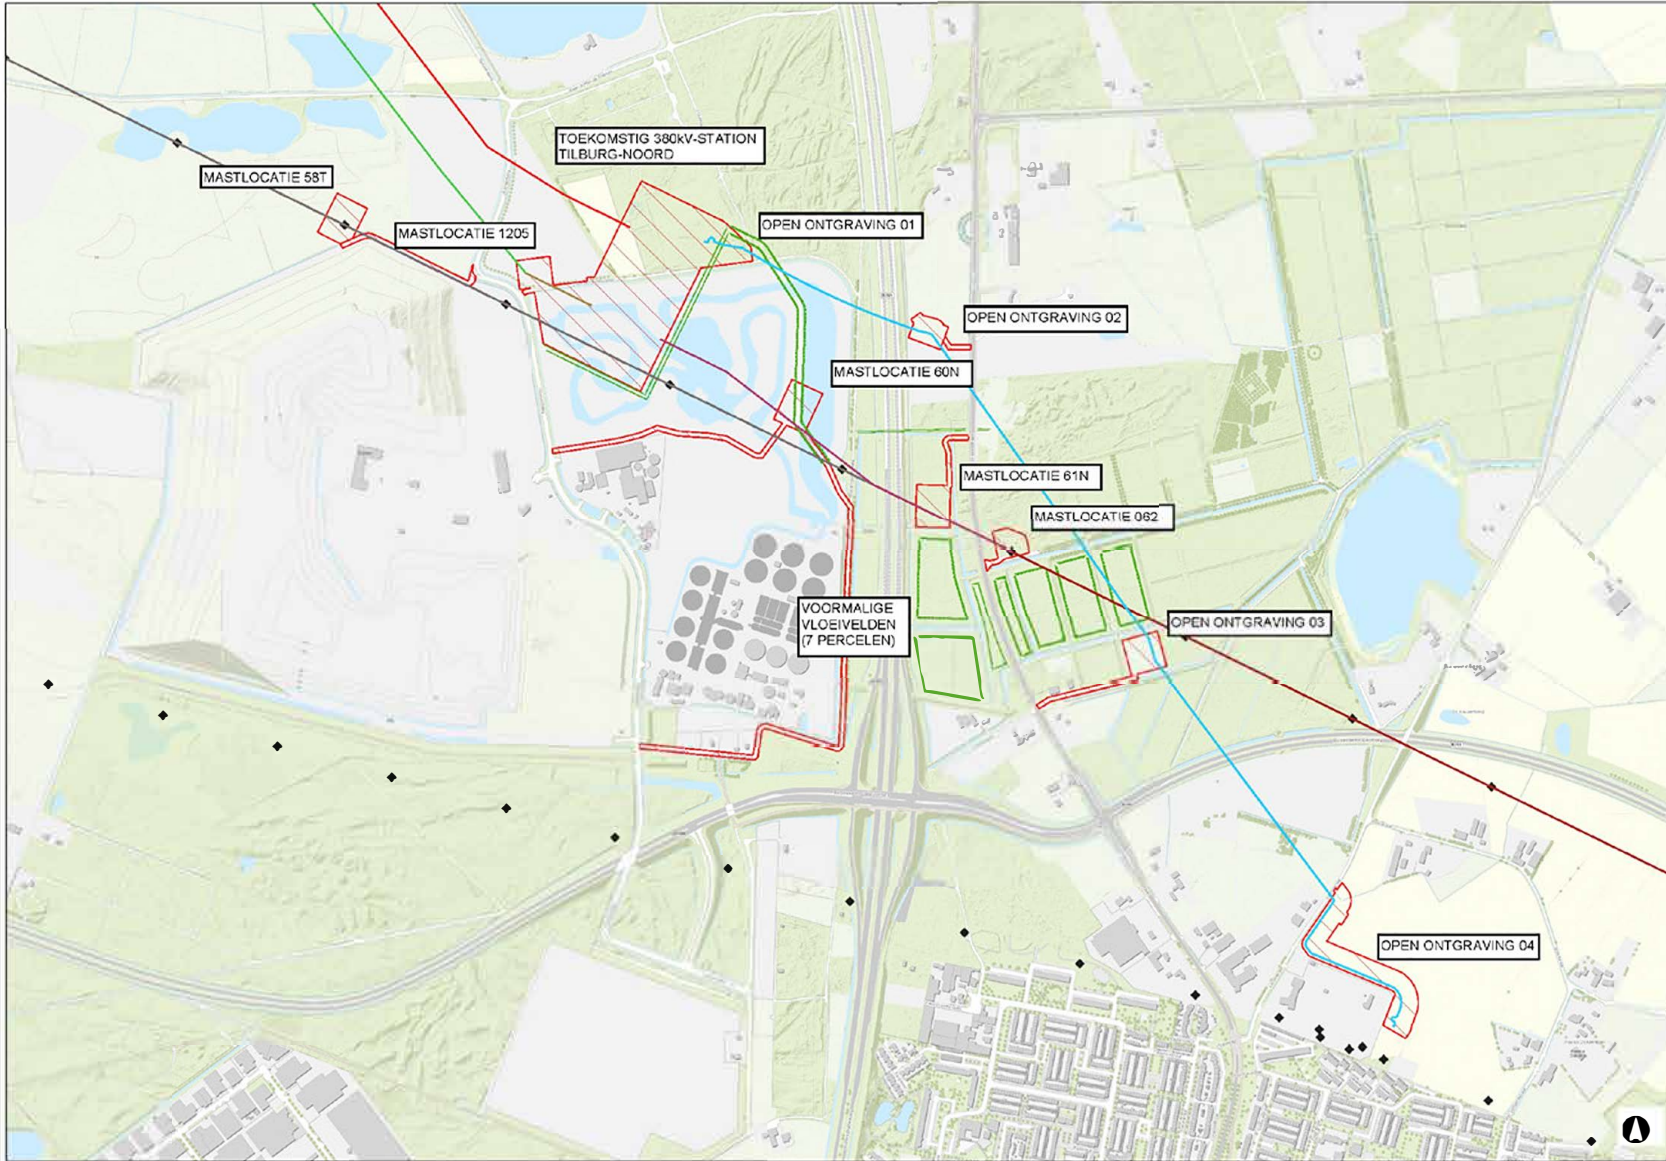 TOEKOMSTIG 380kV-STATION
TILBURG-NOORD
MASTLOCATIE 58T
MASTLOCATIE 1205
OPEN ONTGRAVING 01
OPEN ONTGRAVING 02
MASTLOCATIE 60N
MASTLOCATIE 61N
MASTLOCATIE 062
VOORMALIGE
VLOEIVELDEN
(7 PERCELEN)
OPEN ONTGRAVING 03
OPEN ONTGRAVING 04